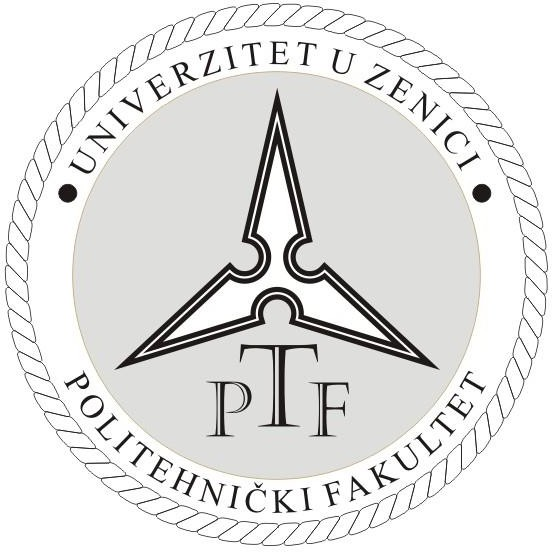 UNIVERZITET U ZENICI
PTF
POLITEHNIČKI FAKULTET